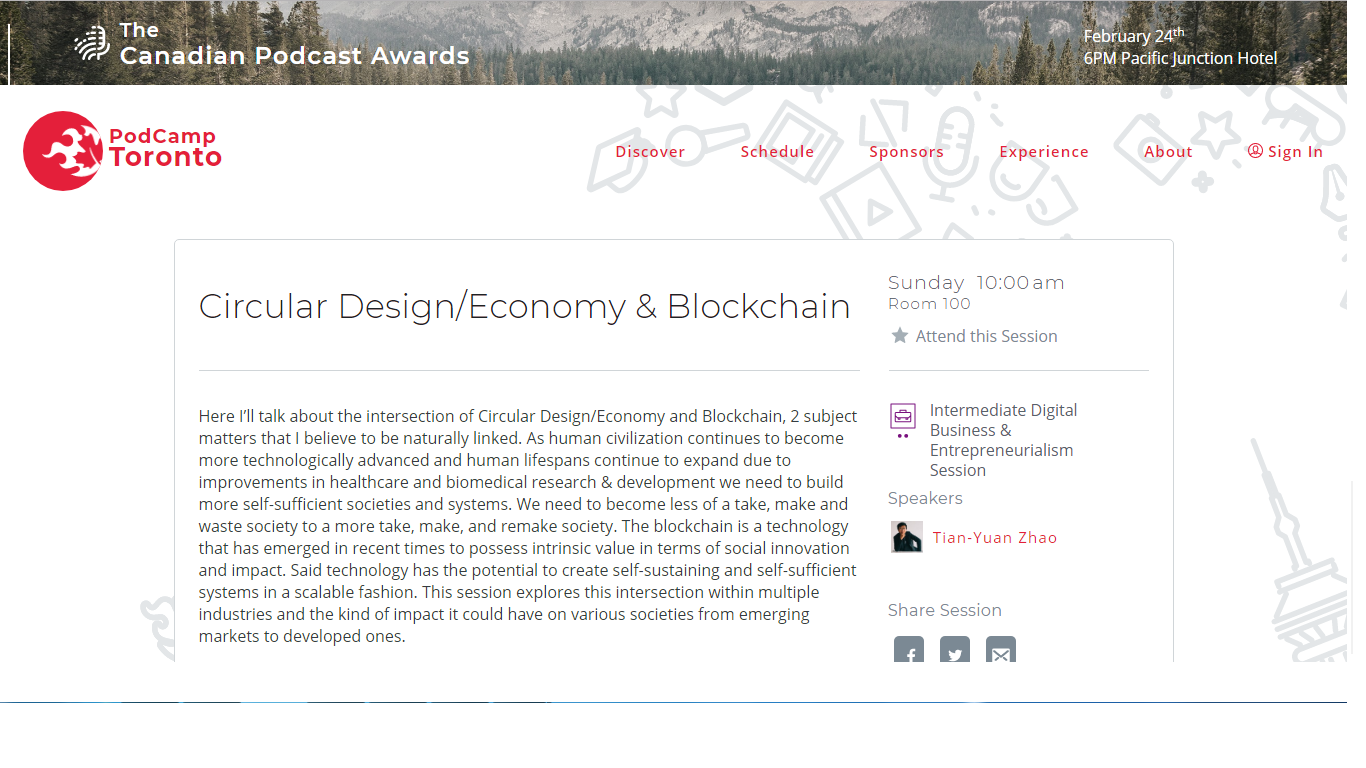 The
Canadian Podcast Awards
February 24th
6PM Pacific Junction Hotel
PodCamp
Toronto
Discover
Schedule
Sponsors
Experience
About
Sign In
Circular Design/Economy & Blockchain
Sunday 10:00am
Room 100
Attend this Session
Here I’ll talk about the intersection of Circular Design/Economy and Blockchain, 2 subject
matters that I believe to be naturally linked. As human civilization continues to become
more technologically advanced and human lifespans continue to expand due to
improvements in healthcare and biomedical research & development we need to build
more self-sufficient societies and systems. We need to become less of a take, make and
waste society to a more take, make, and remake society. The blockchain is a technology
that has emerged in recent times to possess intrinsic value in terms of social innovation
and impact. Said technology has the potential to create self-sustaining and self-sufficient
systems in a scalable fashion. This session explores this intersection within multiple
industries and the kind of impact it could have on various societies from emerging
markets to developed ones.
Intermediate Digital
Business &
Entrepreneurialism
Session
Speakers
Tian-Yuan Zhao
Share Session